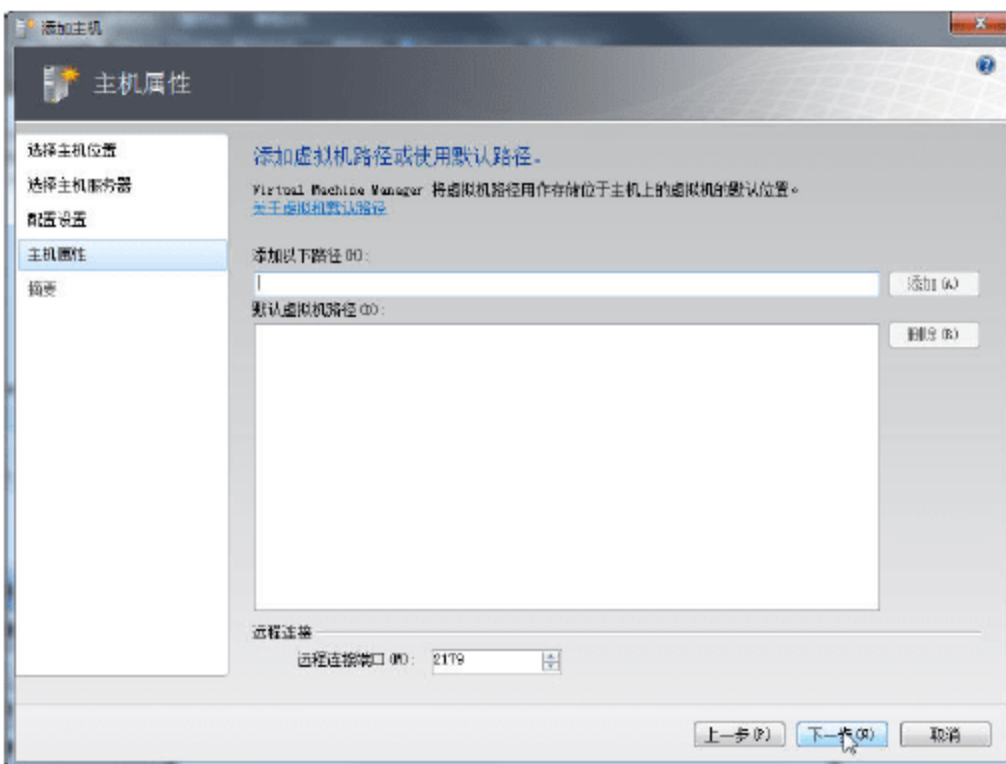 添加主机
主机属性
选择主机位置
选择主机服务器
配置设置
主机属性
摘要
添加虚拟机路径或使用默认路径。
Virtual Machine Manager 将虚拟机路径用作存储位于主机上的虚拟机的默认位置。
关于虚拟机默认路径
添加以下路径(H):
添加(A)
默认虚拟机路径(D):
删除(R)
远程连接
远程连接端口(M): 2179
上一步(P) 下一步(N) 取消